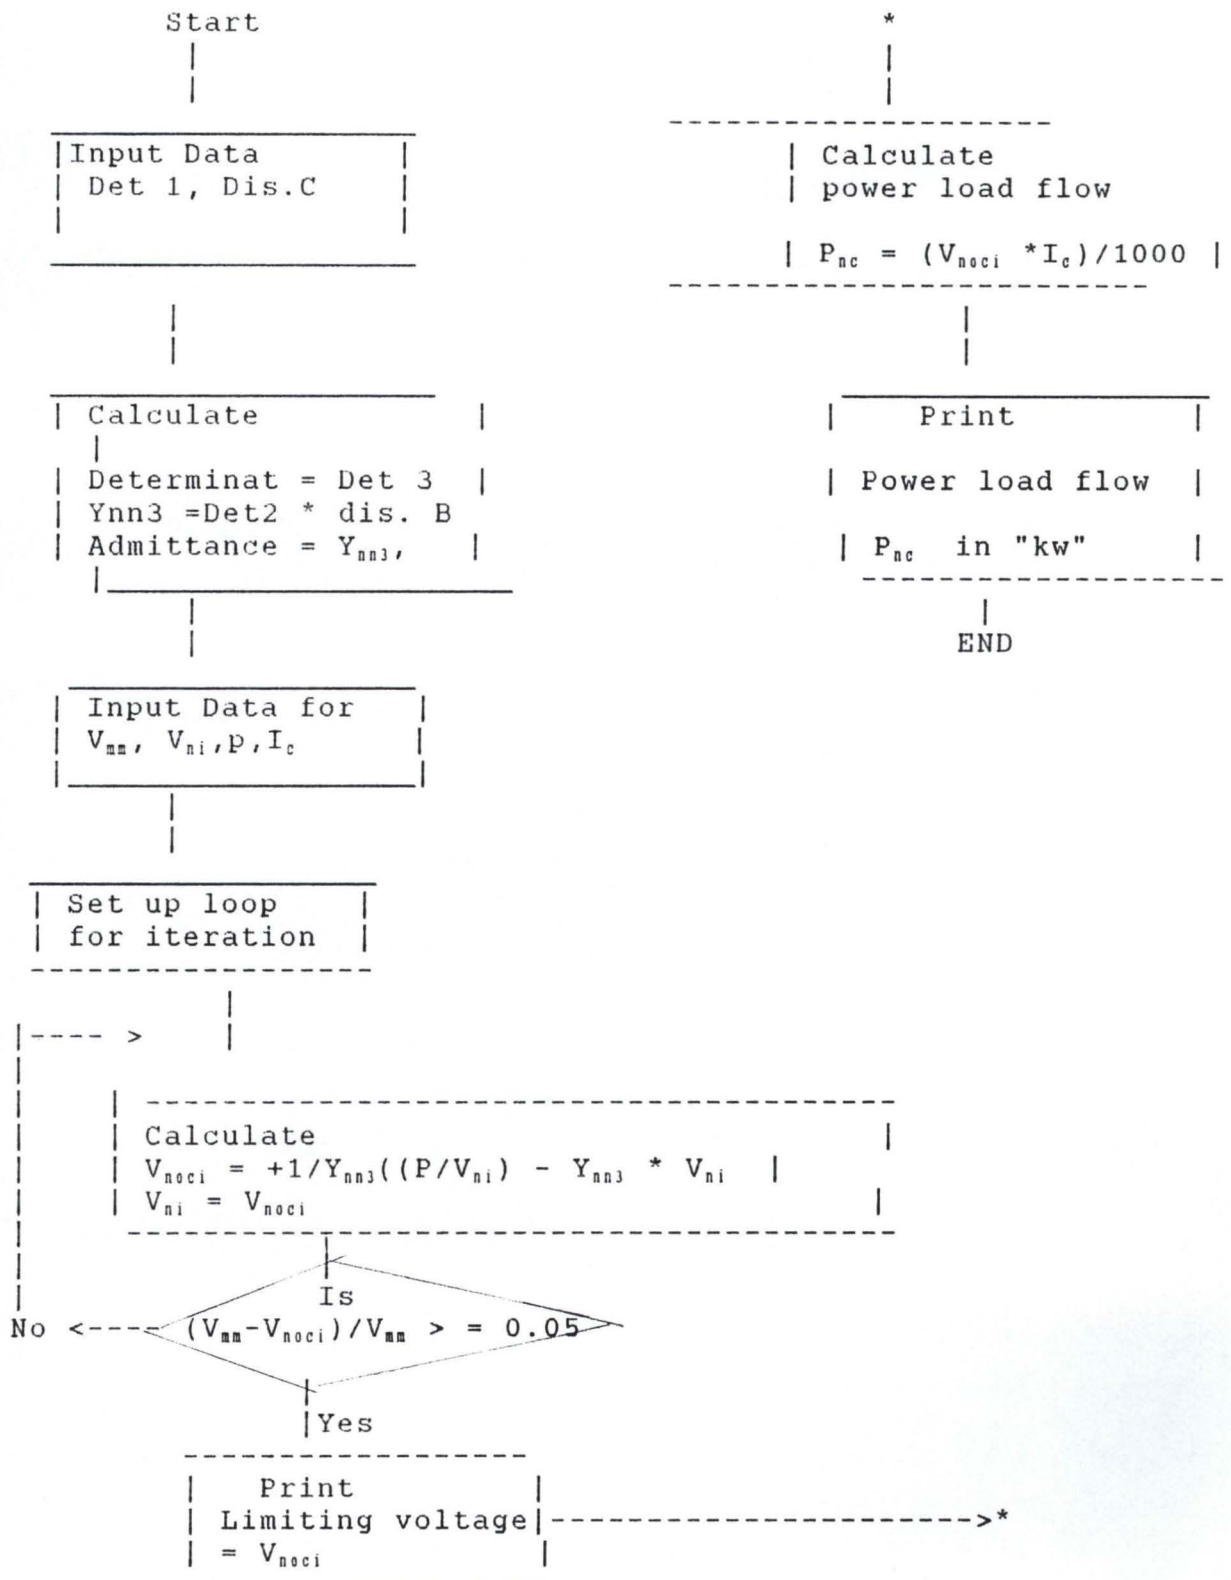 Start
Input Data
Det 1, Dis.C
Calculate
Determinat = Det 3
Ynn3 =Det2 * dis. B
Admittance = Y_nn3,
Input Data for
V_mm, V_ni,p,I_c
Set up loop
for iteration
---- >
Calculate
V_noci = +1/Y_nn3((P/V_ni) - Y_nn3 * V_ni
V_ni = V_noci
Is
No <---- (V_mm-V_noci)/V_mm > = 0.05
Yes
Print
Limiting voltage ----------------------->*
= V_noci
*
Calculate
power load flow
P_nc = (V_noci *I_c)/1000
Print
Power load flow
P_nc in "kw"
END